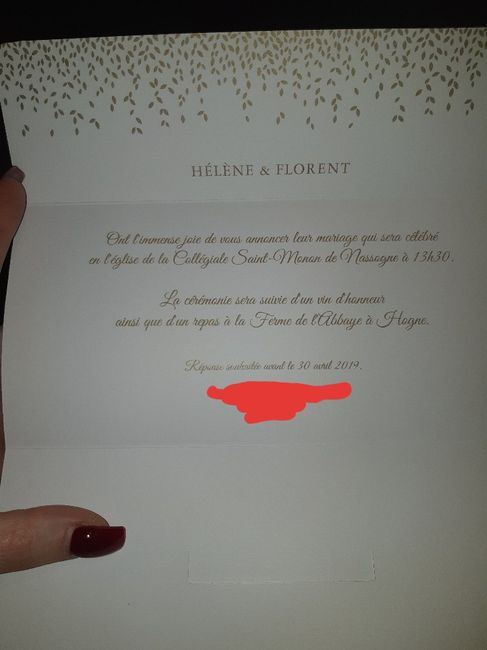 HÉLÈNE & FLORENT
Ont l'immense joie de vous annoncer leur mariage qui sera célébré
en l'église de la Collégiale Saint-Monon de Nassogne à 13h30.
La cérémonie sera suivie d'un vin d'honneur
ainsi que d'un repas à la Ferme de l'Abbaye à Hogne.
Réponse souhaitée avant le 30 avril 2019.